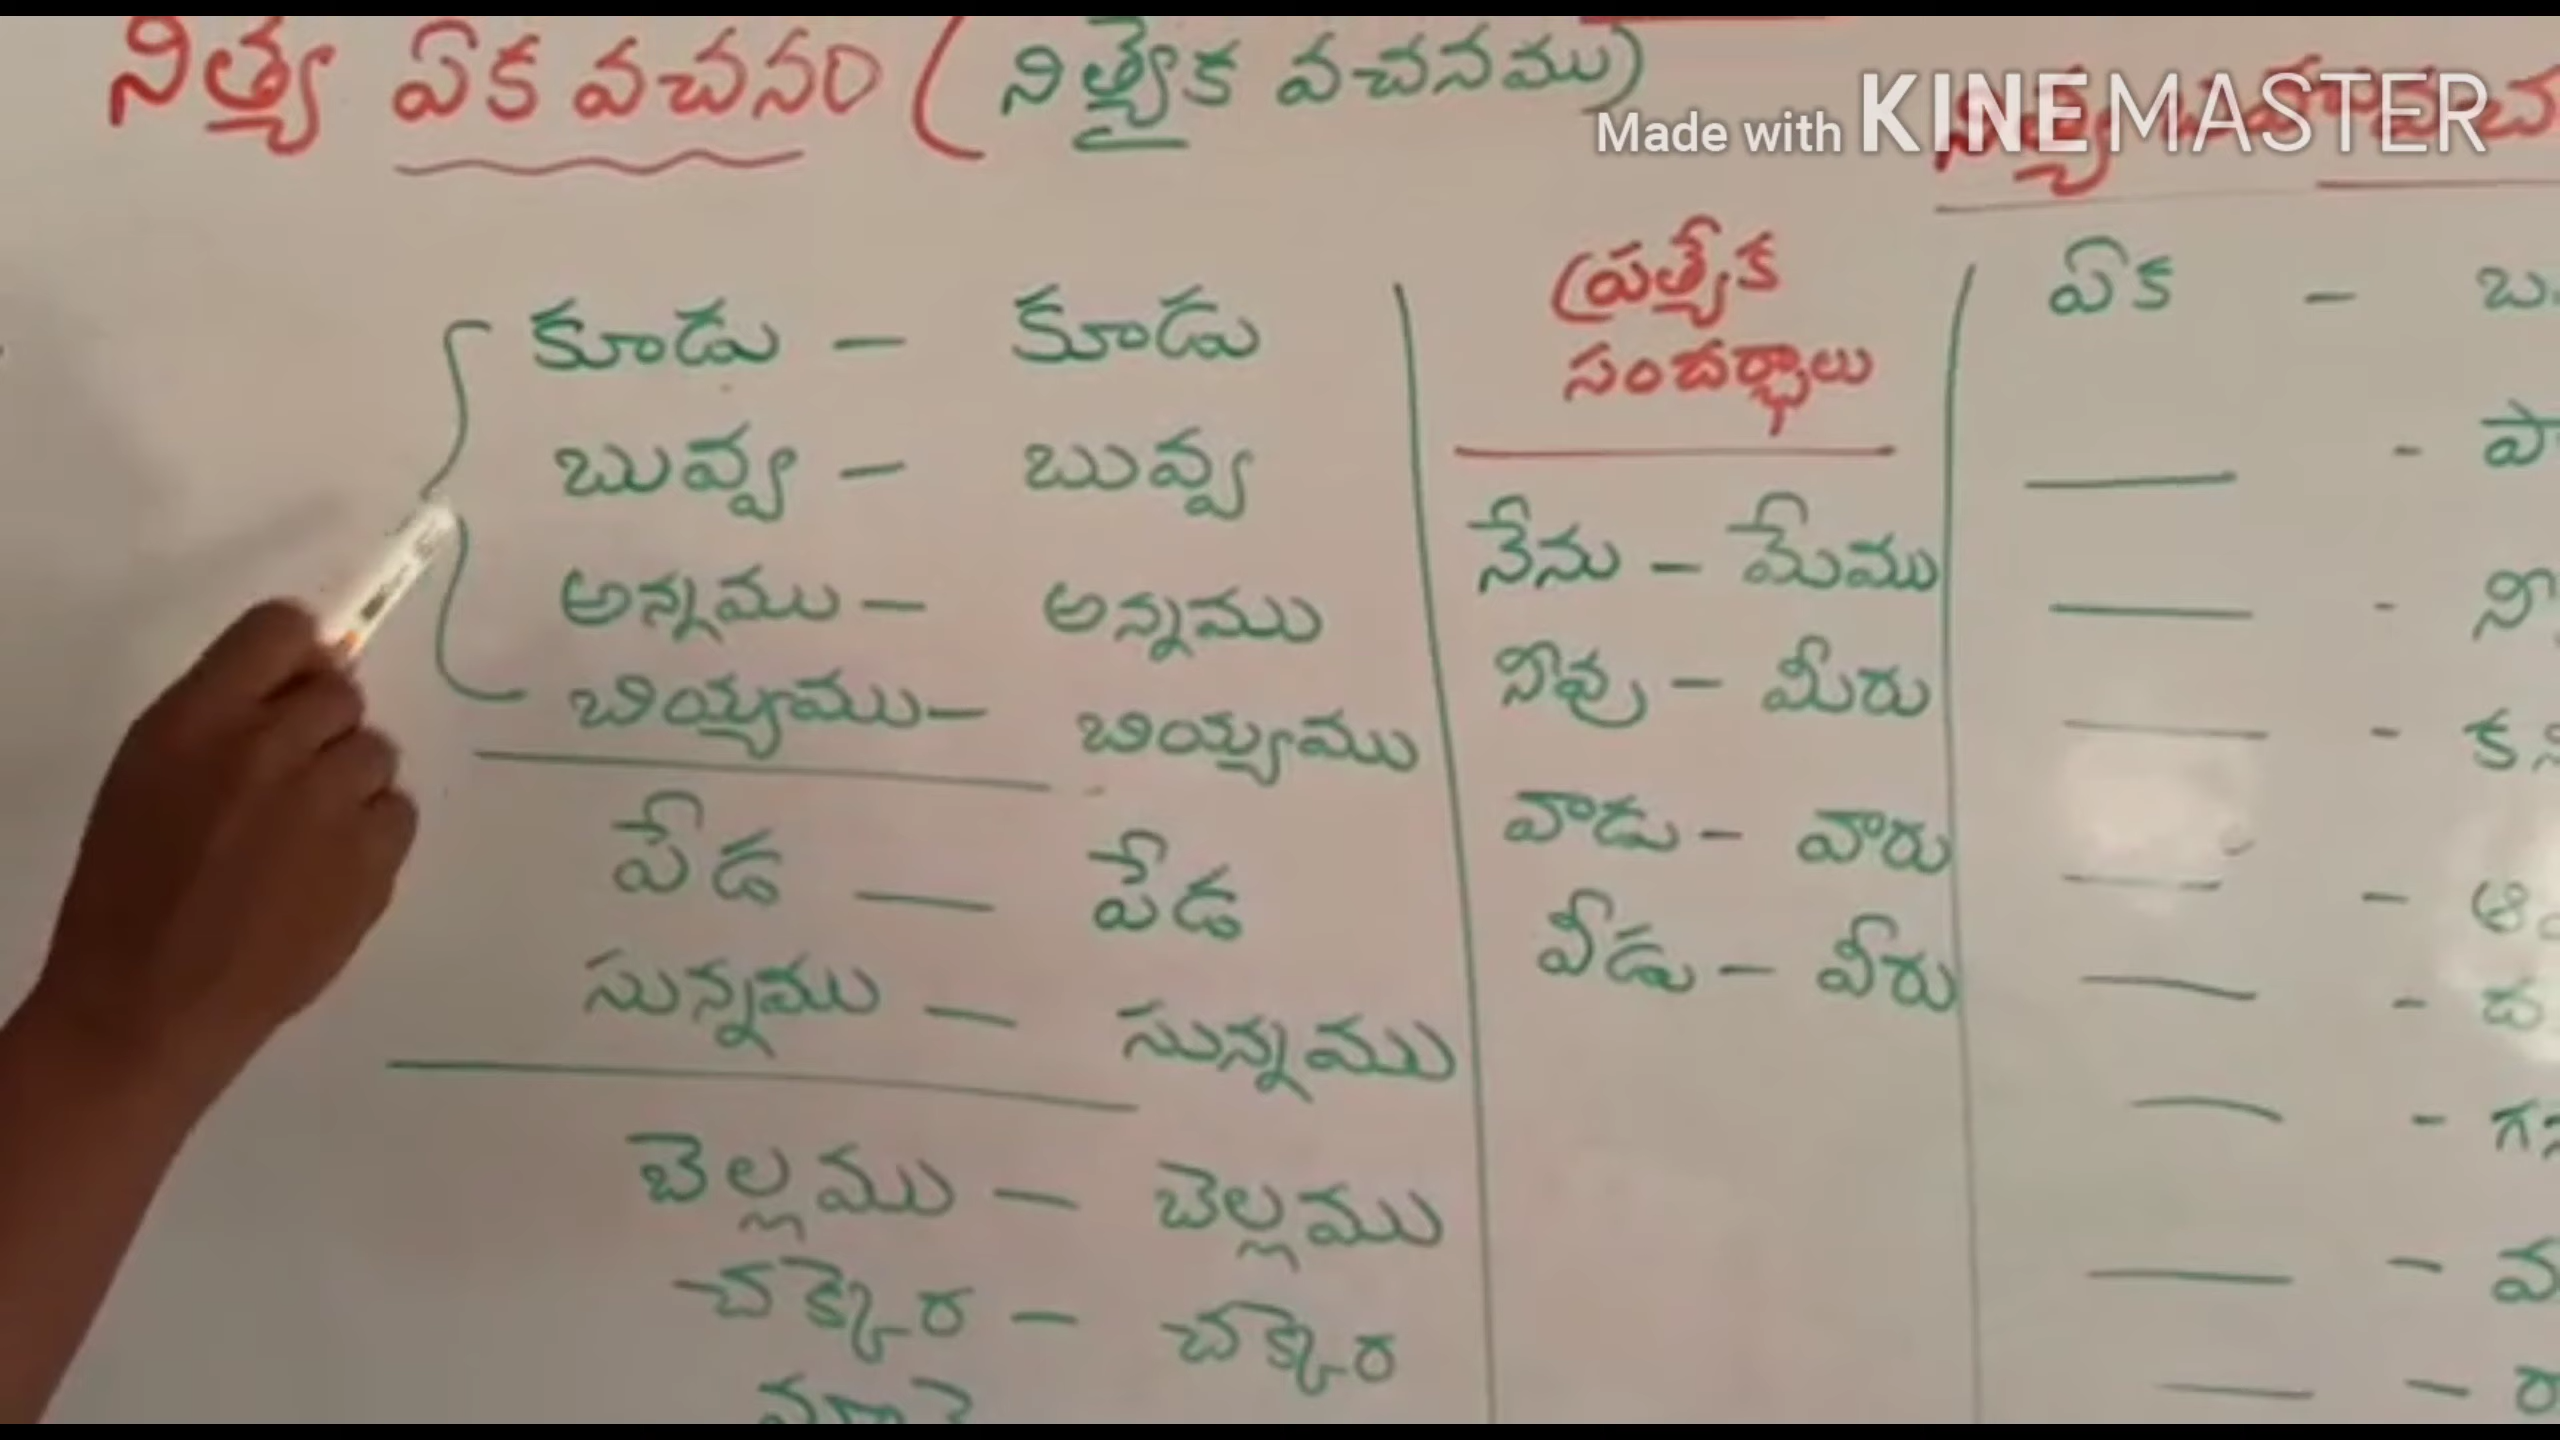 నిత్య ఏకవచనం (నిత్యైక వచనము)
Made with KINEMASTER
నిత్య
కూడు - కూడు
బువ్వ - బువ్వ
అన్నము - అన్నము
బియ్యము - బియ్యము
పేడ - పేడ
సున్నము - సున్నము
బెల్లము - బెల్లము
చక్కెర - చక్కెర
ప్రత్యేక
సందర్భాలు
నేను - మేము
నీవు - మీరు
వాడు - వారు
వీడు - వీరు
ఏక -